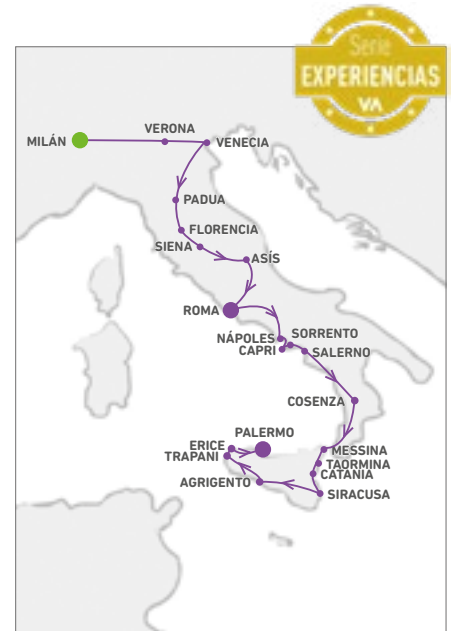 Serie
EXPERIENCIAS
VA
VERONA
MILÁN
VENECIA
PADUA
FLORENCIA
SIENA
ASÍS
ROMA
NÁPOLES
SORRENTO
CAPRI
SALERNO
COSENZA
PALERMO
ERICE
TRAPANI
MESSINA
TAORMINA
CATANIA
AGRIGENTO
SIRACUSA